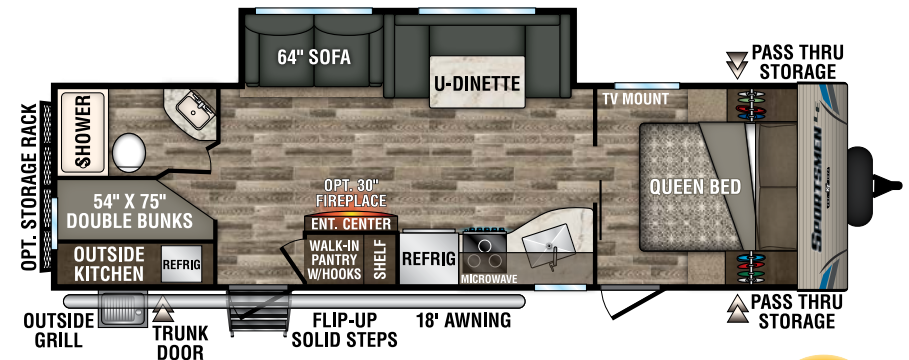 64" SOFA
U-DINETTE
PASS THRU
STORAGE
TV MOUNT
OPT. STORAGE RACK
SHOWER
54" X 75"
DOUBLE BUNKS
OPT. 30"
FIREPLACE
ENT. CENTER
WALK-IN
PANTRY
W/HOOKS
SHELF
REFRIG
MICROWAVE
QUEEN BED
SPORTSMEN LE
OUTSIDE
KITCHEN
REFRIG
OUTSIDE
GRILL
TRUNK
DOOR
FLIP-UP
SOLID STEPS
18' AWNING
PASS THRU
STORAGE